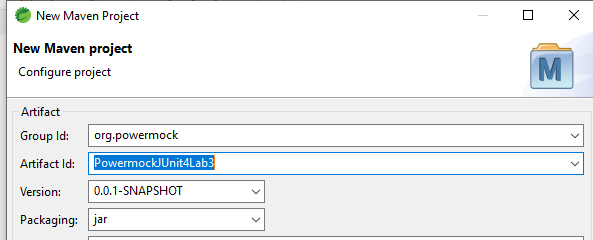 New Maven Project
New Maven project
Configure project
M
Artifact
Group Id: org.powermock
Artifact Id: PowermockJUnit4Lab3
Version: 0.0.1-SNAPSHOT
Packaging: jar